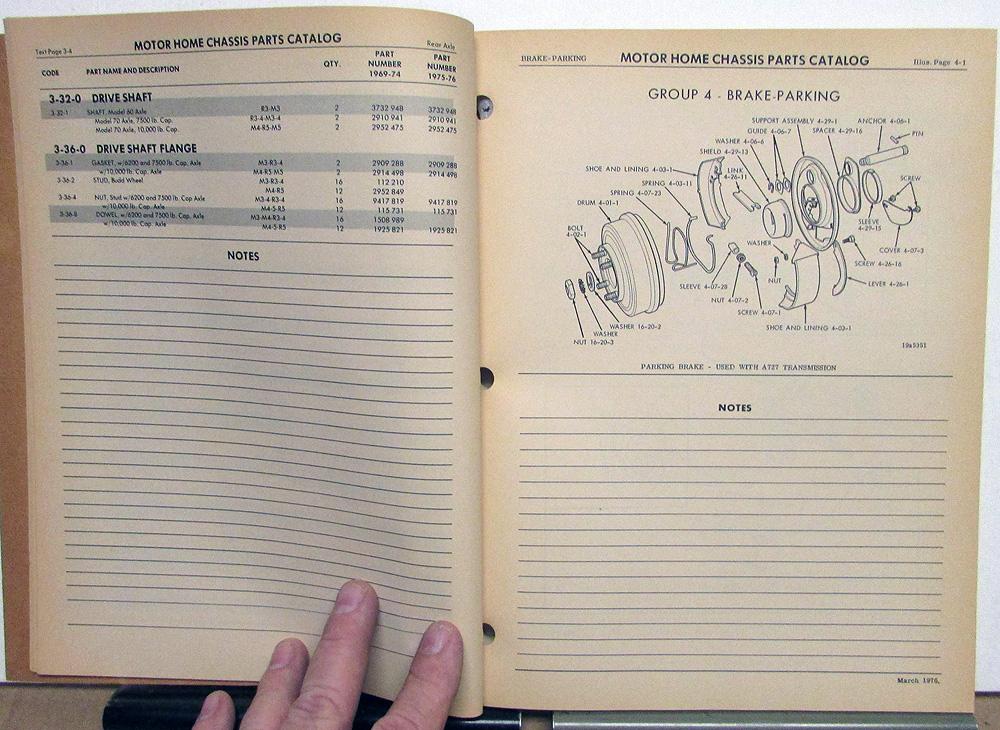 Text Page 3-4 MOTOR HOME CHASSIS PARTS CATALOG Rear Axle
CODE PART NAME AND DESCRIPTION QTY. PART NUMBER 1969-74 PART NUMBER 1975-76
3-32-0 DRIVE SHAFT
3-32-1 SHAFT, Model 60 Axle R3-M3 2 3732 948 3732 948
Model 70 Axle, 7500 lb. Cap. R3-4-M3-4 2 2910 941 2910 941
Model 70 Axle, 10,000 lb. Cap. M4-R5-M5 2 2952 475 2952 475
3-36-0 DRIVE SHAFT FLANGE
3-36-1 GASKET, w/6200 and 7500 lb. Cap. Axle M3-R3-4 2 2909 288 2909 288
w/10,000 lb. Cap. Axle M4-R5-M5 2 2914 498 2914 498
3-36-2 STUD, Budd Wheel M3-R3-4 16 112 210
M4-R5 12 2952 849
3-36-4 NUT, Stud w/6200 and 7500 lb. Cap. Axle M3-4 R3-4 16 9417 819 9417 819
w/10,000 lb. Cap. Axle M4-5-R5 12 115 731 115 731
3-36-8 DOWEL, w/6200 and 7500 lb. Cap. Axle M3-M4-R3-4 16 1508 989
w/10,000 lb. Cap. Axle M4-5-R5 12 1925 821 1925 821
NOTES
BRAKE-PARKING MOTOR HOME CHASSIS PARTS CATALOG Illus. Page 4-1
GROUP 4 - BRAKE-PARKING
SUPPORT ASSEMBLY 4-29-1 ANCHOR 4-06-1
GUIDE 4-06-7 SPACER 4-29-16 PIN
WASHER 4-06-6
SHIELD 4-29-13
SHOE AND LINING 4-03-1 LINK 4-26-11
SPRING 4-03-11 SCREW
SPRING 4-07-23
DRUM 4-01-1
SLEEVE 4-29-15
BOLT 4-02-1
WASHER COVER 4-07-3
SCREW 4-26-16
NUT LEVER 4-26-1
SLEEVE 4-07-28
NUT 4-07-2
SCREW 4-07-1
WASHER 16-20-2 SHOE AND LINING 4-03-1
WASHER
NUT 16-20-3
19a5351
PARKING BRAKE - USED WITH A727 TRANSMISSION
NOTES
March 1976,